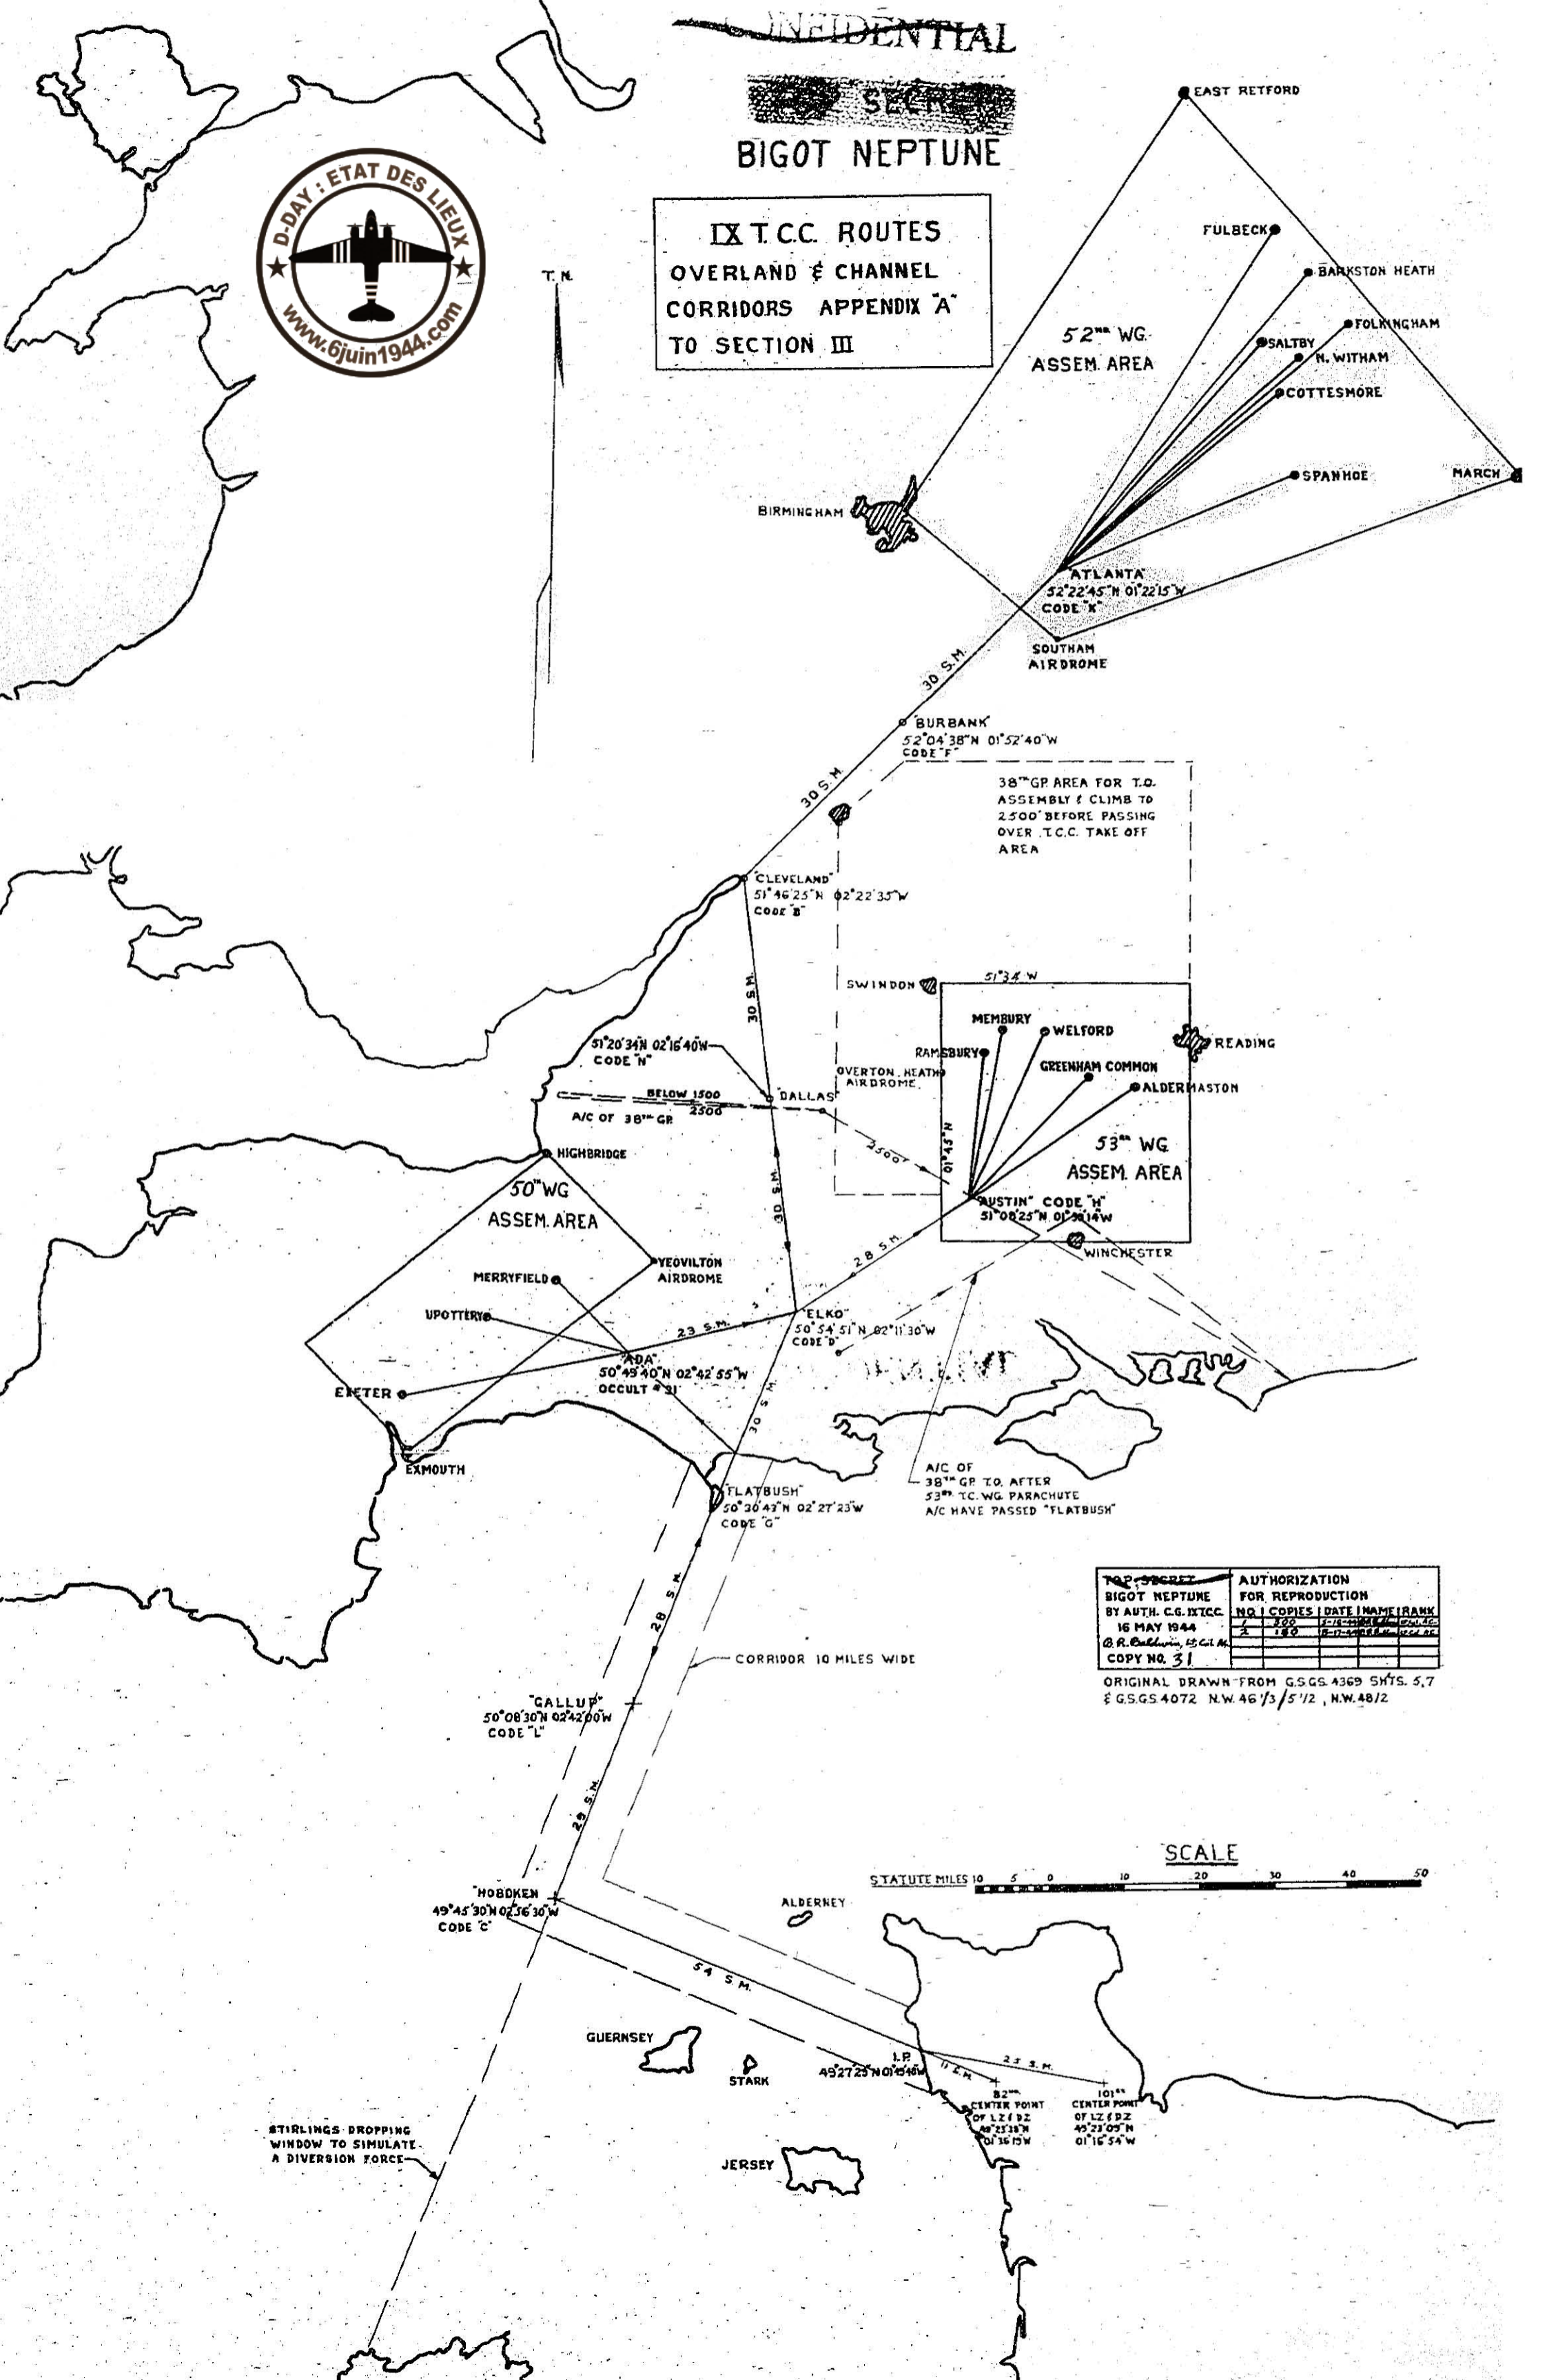 CONFIDENTIAL
SECRET
BIGOT NEPTUNE
IX T.C.C. ROUTES
OVERLAND & CHANNEL
CORRIDORS APPENDIX "A"
TO SECTION III
D-DAY : ETAT DES LIEUX
www.6juin1944.com
T.N.
EAST RETFORD
FULBECK
BARKSTON HEATH
52ND WG.
ASSEM. AREA
FOLKINGHAM
SALTBY
N. WITHAM
COTTESMORE
SPANHOE
MARCH
BIRMINGHAM
"ATLANTA"
52°22'45"N 01°22'15"W
CODE "K"
SOUTHAM
AIRDROME
30 S.M.
"BURBANK"
52°04'38"N 01°52'40"W
CODE "F"
30 S.M.
38TH GP. AREA FOR T.O.
ASSEMBLY & CLIMB TO
2500' BEFORE PASSING
OVER T.C.C. TAKE OFF
AREA
"CLEVELAND"
51°46'25"N 02°22'35"W
CODE "B"
30 S.M.
SWINDON
51°34' W
MEMBURY
WELFORD
RAMSBURY
READING
GREENHAM COMMON
ALDERMASTON
51°20'34"N 02°16'40"W
CODE "N"
OVERTON HEATH
AIRDROME
BELOW 1500
2500
"DALLAS"
A/C OF 38TH GP.
2500'
01°45'N
53RD WG
ASSEM. AREA
HIGHBRIDGE
50TH WG
ASSEM. AREA
30 S.M.
"AUSTIN" CODE "H"
WINCHESTER
28 S.M.
YEOVILTON
AIRDROME
MERRYFIELD
UPOTTERY
23 S.M.
"ELKO"
50°54'51"N 02°11'30"W
CODE "D"
"ADA"
50°49'40"N 02°42'55"W
OCCULT #31
EXETER
30 S.M.
EXMOUTH
"FLATBUSH"
50°36'43"N 02°27'23"W
CODE "G"
A/C OF
38TH GP. T.O. AFTER
53RD T.C. WG. PARACHUTE
A/C HAVE PASSED "FLATBUSH"
28 S.M.
TOP SECRET
BIGOT NEPTUNE
BY AUTH. C.G. IX T.C.C.
16 MAY 1944
B.R. Baldwin, Lt. Col. AC
COPY NO. 31
AUTHORIZATION
FOR REPRODUCTION
NO. COPIES DATE NAME RANK
1 300
2
ORIGINAL DRAWN FROM G.S.G.S. 4369 SHTS. 5,7
& G.S.G.S. 4072 N.W. 46 1/3/5 1/2, N.W. 48/2
CORRIDOR 10 MILES WIDE
"GALLUP"
50°08'30"N 02°42'00"W
CODE "L"
29 S.M.
SCALE
STATUTE MILES 10 5 0 10 20 30 40 50
"HOBOKEN"
49°45'30"N 02°56'30"W
CODE "C"
ALDERNEY
54 S.M.
GUERNSEY
STARK
I.P.
11 S.M.
25 S.M.
82ND
CENTER POINT
OF LZ & DZ
101ST
CENTER POINT
OF LZ & DZ
49°23'05"N
01°16'54"W
JERSEY
STIRLINGS DROPPING
WINDOW TO SIMULATE
A DIVERSION FORCE